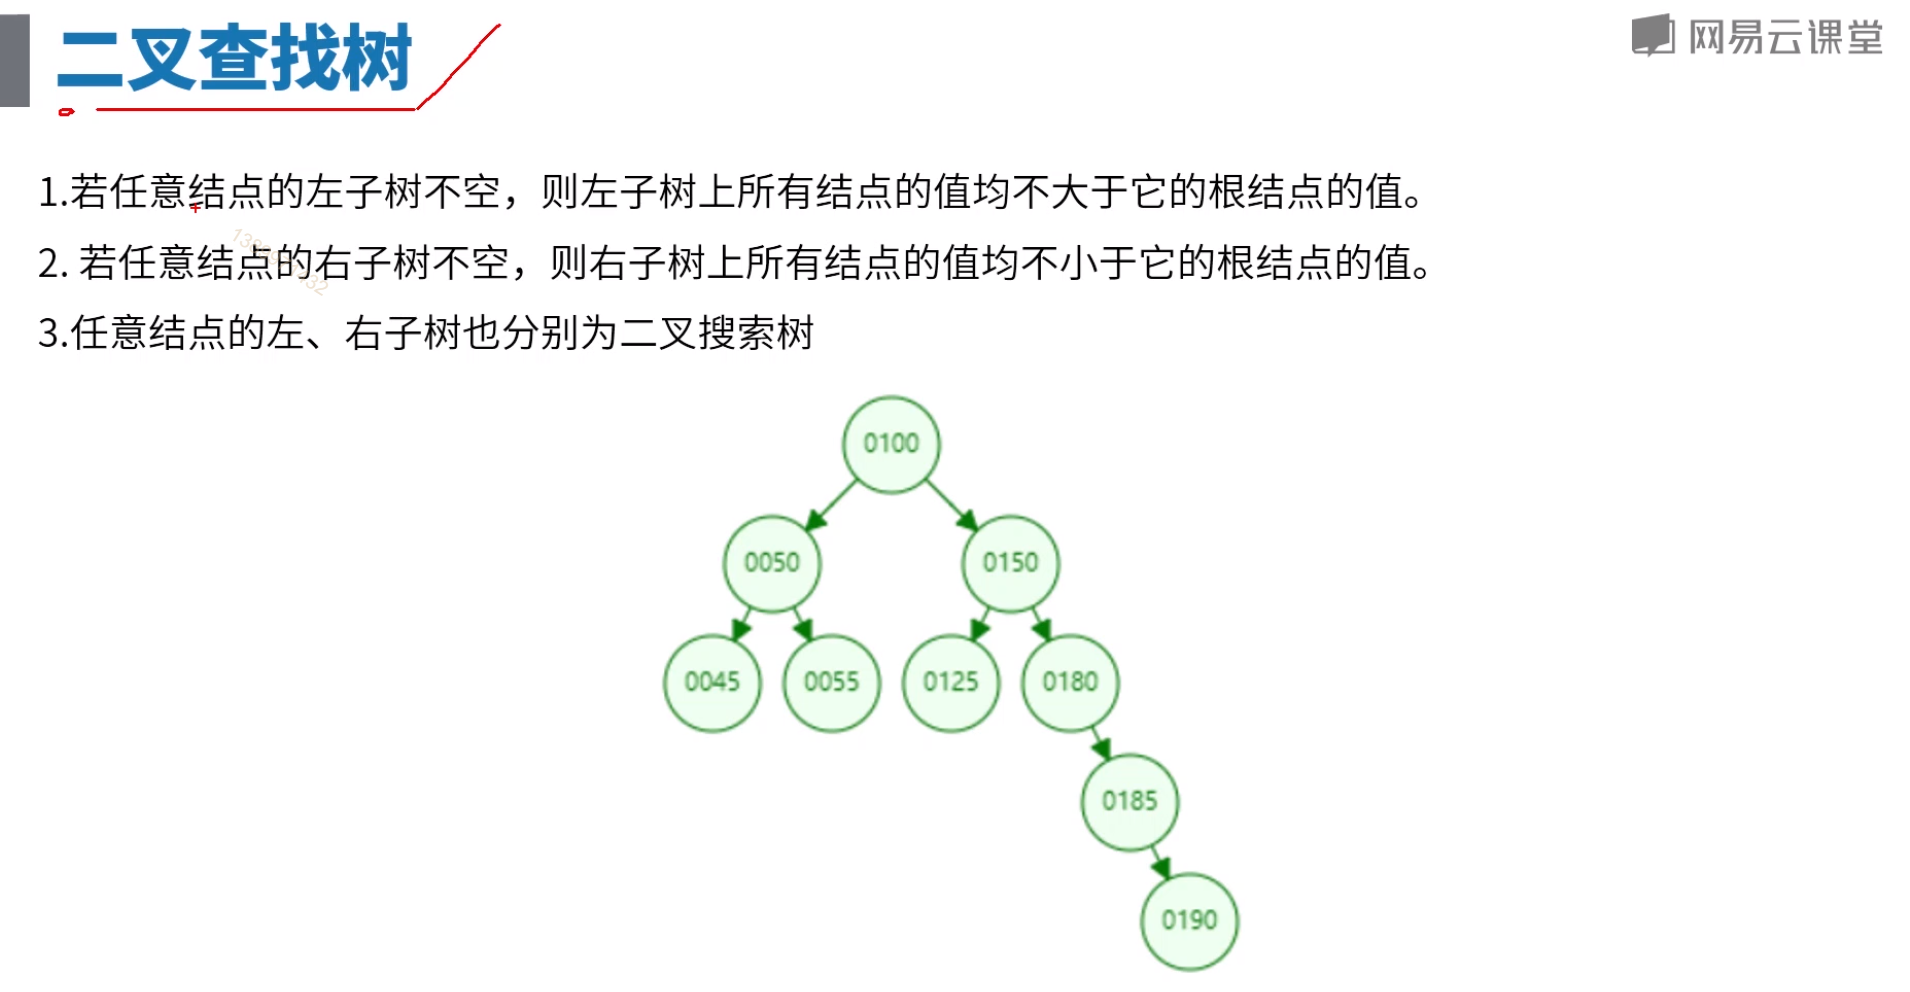 二叉查找树
网易云课堂
1.若任意结点的左子树不空，则左子树上所有结点的值均不大于它的根结点的值。
2. 若任意结点的右子树不空，则右子树上所有结点的值均不小于它的根结点的值。
3.任意结点的左、右子树也分别为二叉搜索树
0100
0050 0150
0045 0055 0125 0180
0185
0190